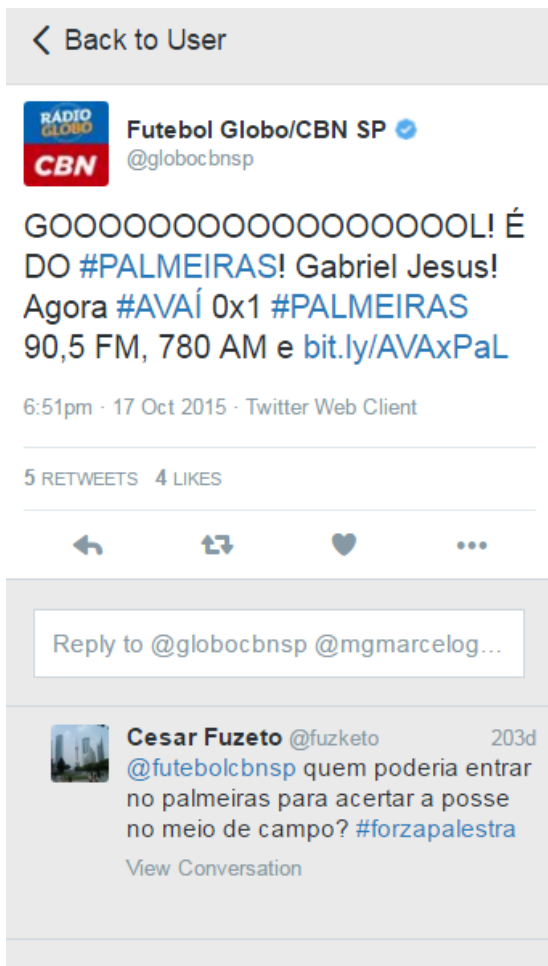 Back to User
RÁDIO
GLOBO
CBN
Futebol Globo/CBN SP
@globocbnsp
GOOOOOOOOOOOOOOOOOL! É
DO #PALMEIRAS! Gabriel Jesus!
Agora #AVAÍ 0x1 #PALMEIRAS
90,5 FM, 780 AM e bit.ly/AVAxPaL
6:51pm · 17 Oct 2015 · Twitter Web Client
5 RETWEETS 4 LIKES
Reply to @globocbnsp @mgmarcelog...
Cesar Fuzeto @fuzketo 203d
@futebolcbnsp quem poderia entrar
no palmeiras para acertar a posse
no meio de campo? #forzapalestra
View Conversation